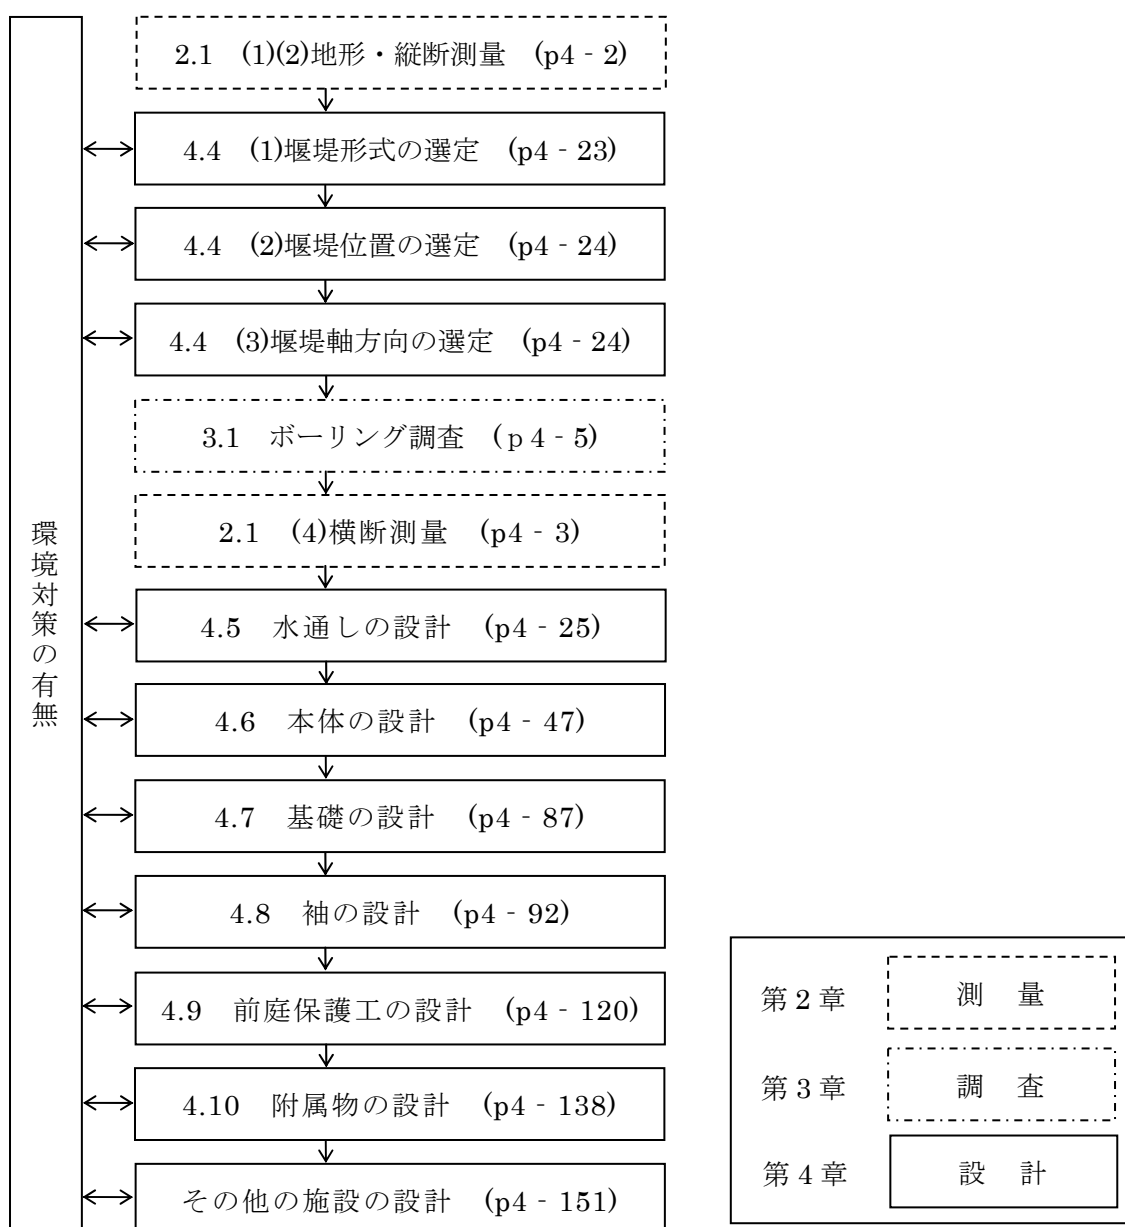 2.1　(1)(2)地形・縦断測量　(p4‐2)
4.4　(1)堰堤形式の選定　(p4‐23)
4.4　(2)堰堤位置の選定　(p4‐24)
4.4　(3)堰堤軸方向の選定　(p4‐24)
3.1　ボーリング調査　(ｐ4‐5)
2.1　(4)横断測量　(p4‐3)
環境対策の有無
4.5　水通しの設計　(p4‐25)
4.6　本体の設計　(p4‐47)
4.7　基礎の設計　(p4‐87)
4.8　袖の設計　(p4‐92)
4.9　前庭保護工の設計　(p4‐120)
4.10　附属物の設計　(p4‐138)
その他の施設の設計　(p4‐151)
第２章　測　量
第３章　調　査
第４章　設　計